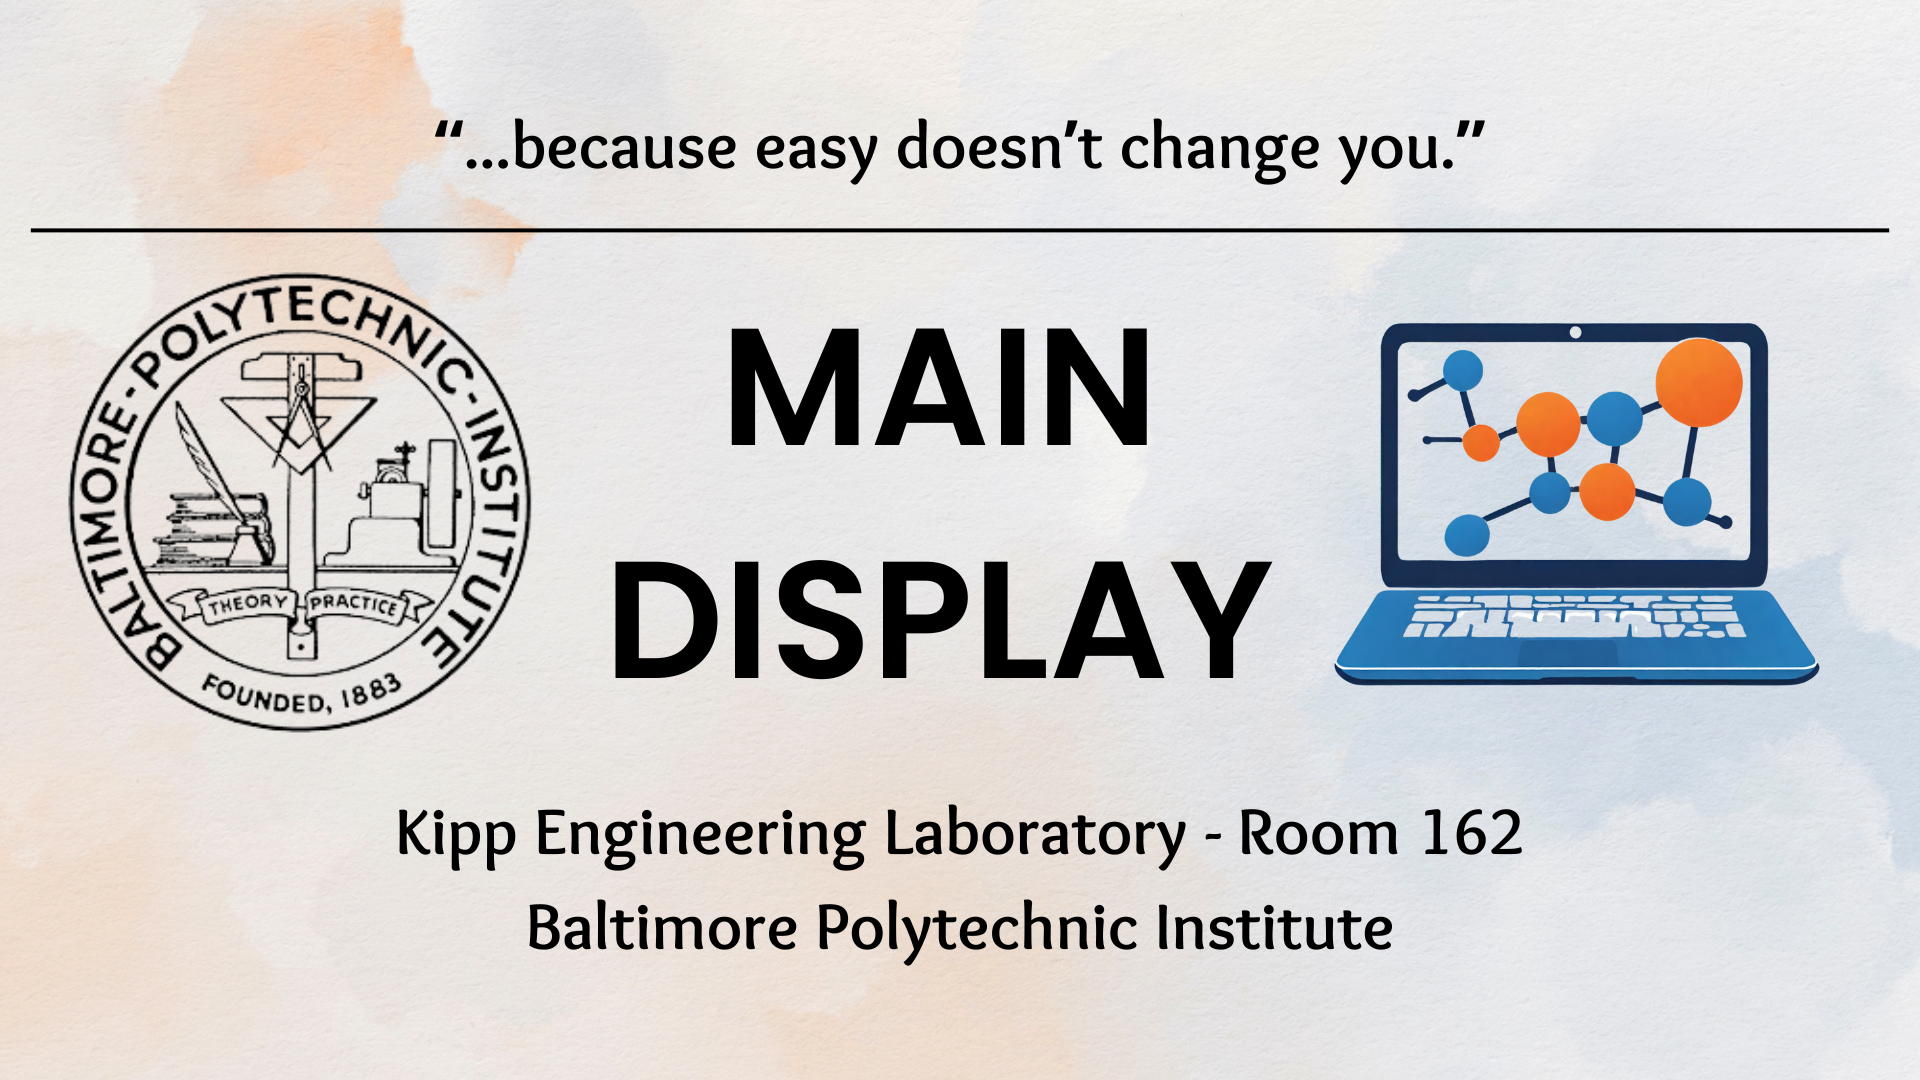 “...because easy doesn’t change you.”
BALTIMORE-POLYTECHNIC-INSTITUTE
THEORY PRACTICE
FOUNDED, 1883
MAIN
DISPLAY
Kipp Engineering Laboratory - Room 162
Baltimore Polytechnic Institute